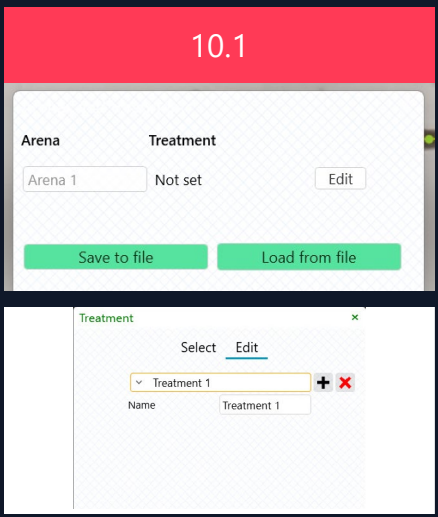 10.1
Arena Treatment
Arena 1 Not set Edit
Save to file Load from file
Treatment ×
Select Edit
Treatment 1
Name Treatment 1